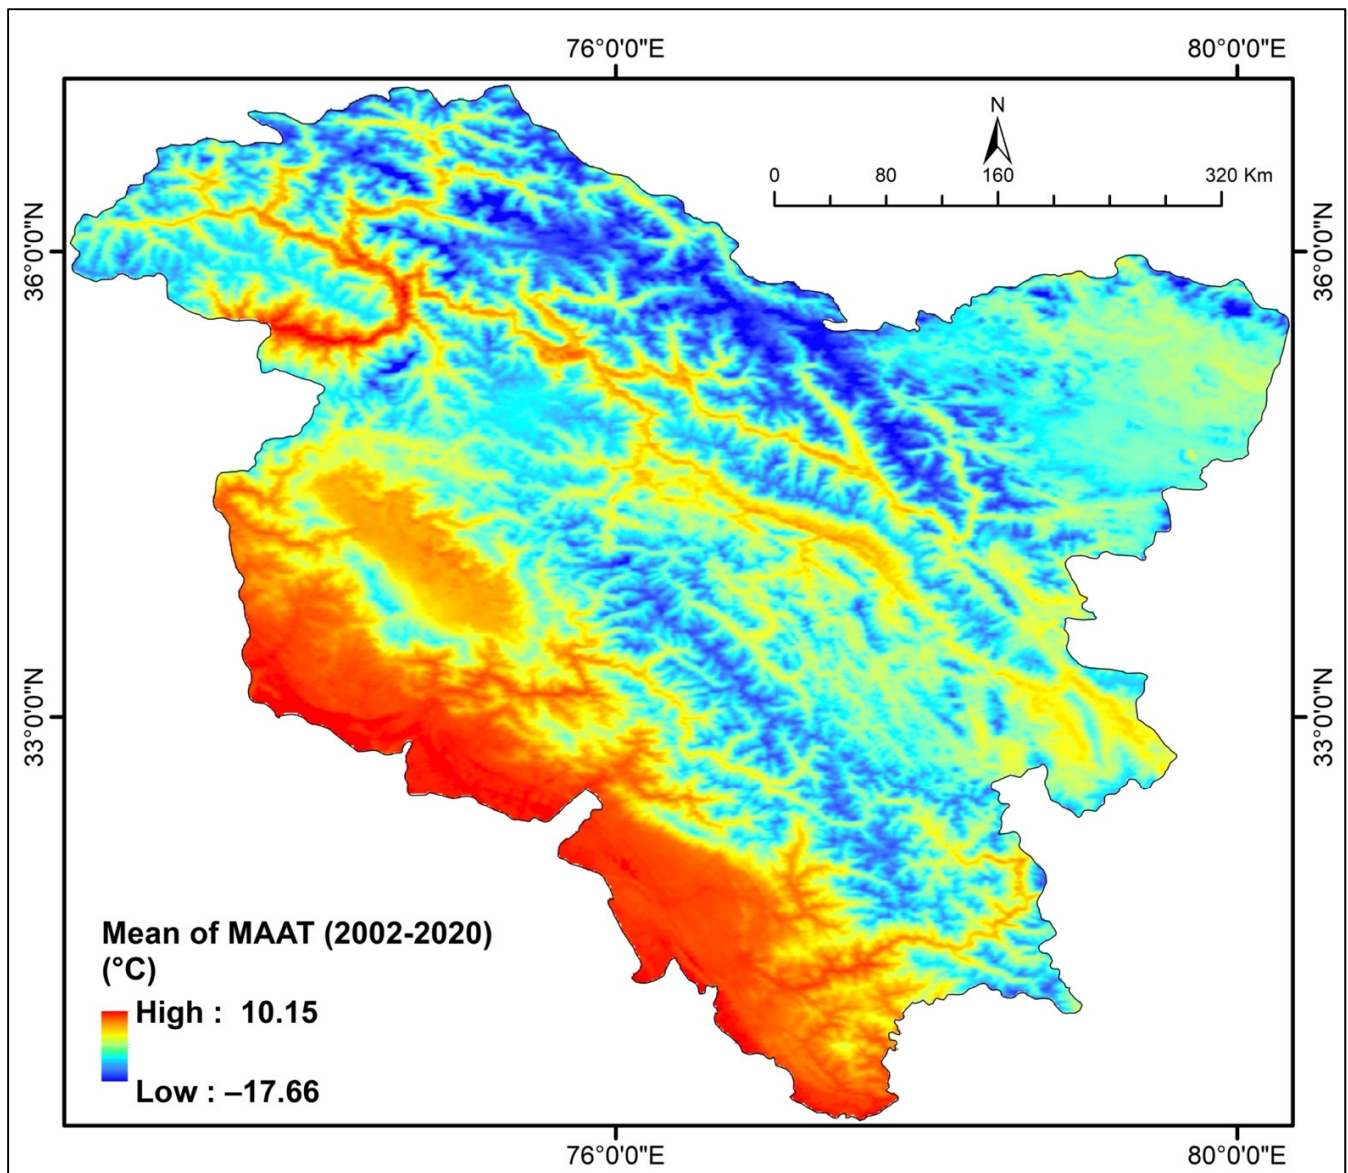 76°0'0"E 80°0'0"E
N
0 80 160 320 Km
36°0'0"N 36°0'0"N
33°0'0"N 33°0'0"N
Mean of MAAT (2002-2020)
(°C)
High : 10.15
Low : –17.66
76°0'0"E 80°0'0"E